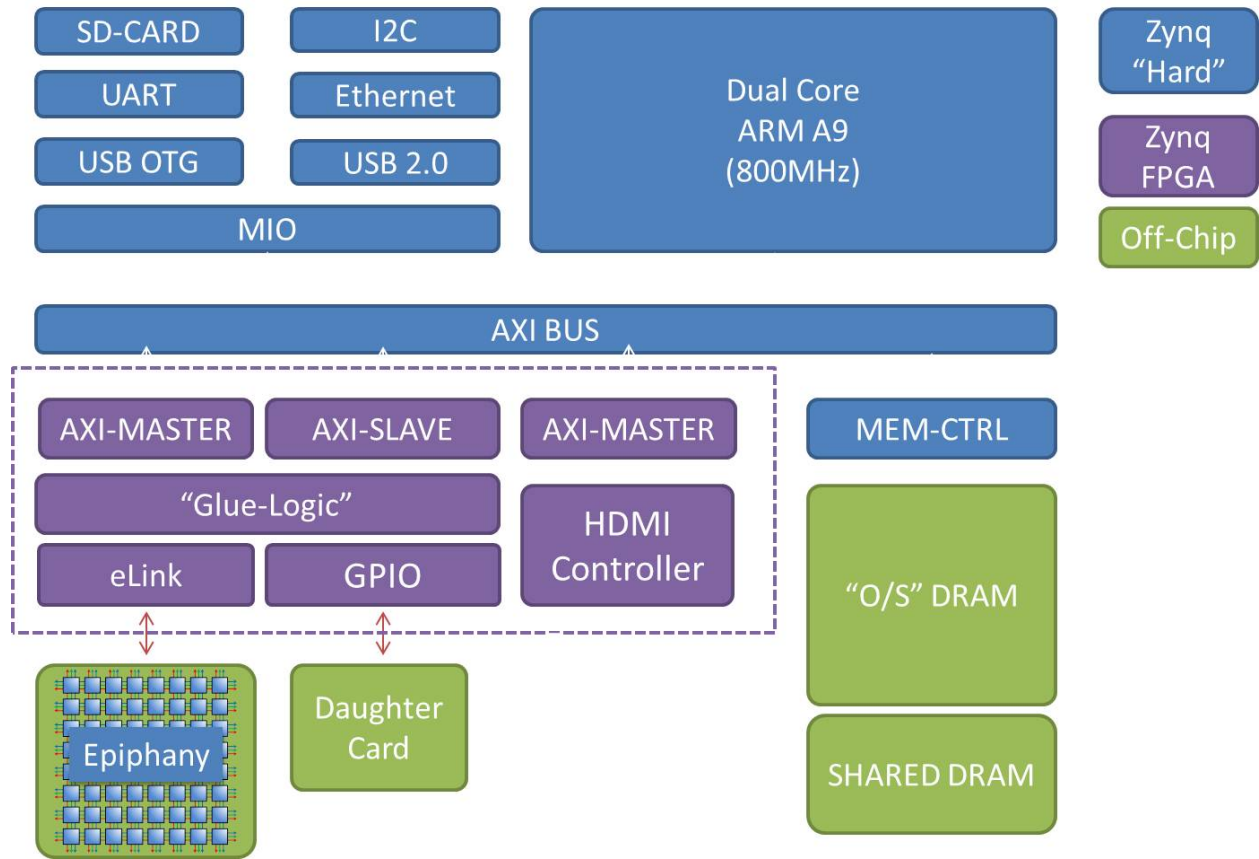 SD-CARD
I2C
UART
Ethernet
USB OTG
USB 2.0
MIO
Dual Core
ARM A9
(800MHz)
Zynq
“Hard”
Zynq
FPGA
Off-Chip
AXI BUS
AXI-MASTER
AXI-SLAVE
AXI-MASTER
MEM-CTRL
“Glue-Logic”
HDMI
Controller
eLink
GPIO
“O/S” DRAM
Epiphany
Daughter
Card
SHARED DRAM